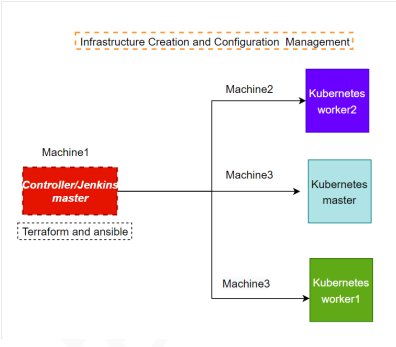 Infrastructure Creation and Configuration Management
Machine2
Kubernetes
worker2
Machine1
Controller/Jenkins
master
Terraform and ansible
Machine3
Kubernetes
master
Machine3
Kubernetes
worker1